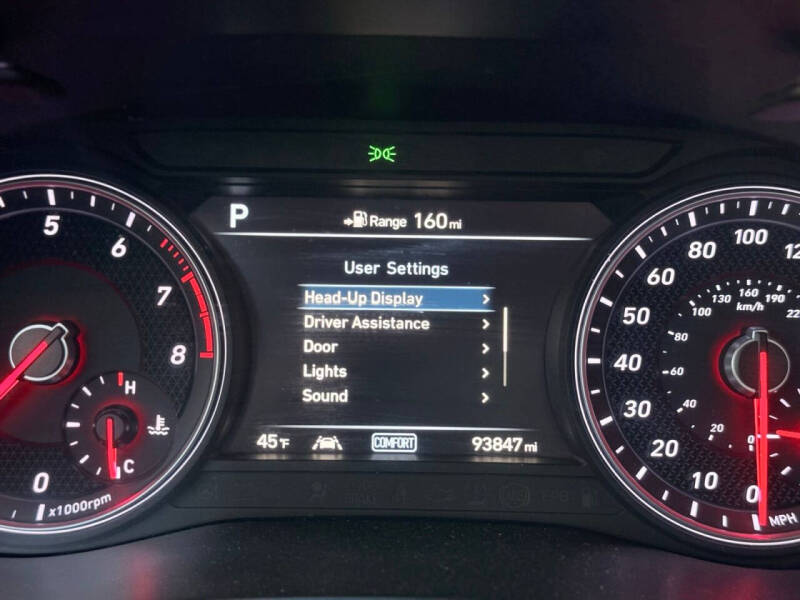 P
Range 160 mi
User Settings
Head-Up Display
Driver Assistance
Door
Lights
Sound
45°F
COMFORT
93847 mi
5
6
7
8
0
x1000rpm
H
C
100
80
60
50
40
30
20
10
0
MPH
160
130
190
100
km/h
80
60
40
20
0